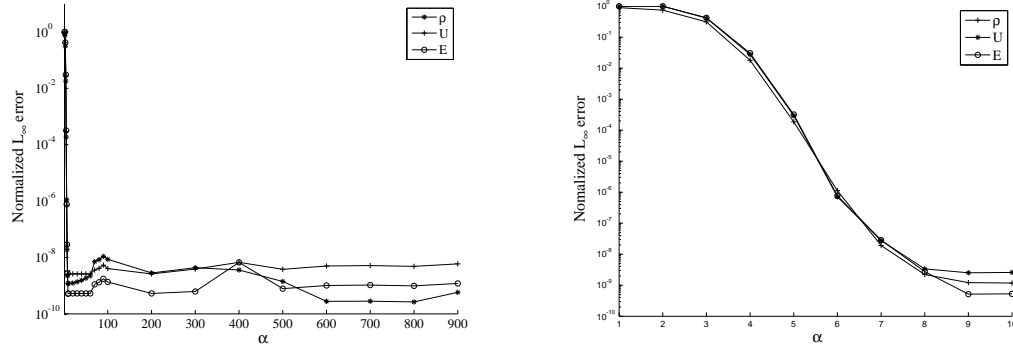 Normalized L∞ error
10^0
10^-2
10^-4
10^-6
10^-8
10^-10
100 200 300 400 500 600 700 800 900
α
ρ
U
E
Nomalized L∞ error
10^0
10^-1
10^-2
10^-3
10^-4
10^-5
10^-6
10^-7
10^-8
10^-9
10^-10
1 2 3 4 5 6 7 8 9 10
α
ρ
U
E